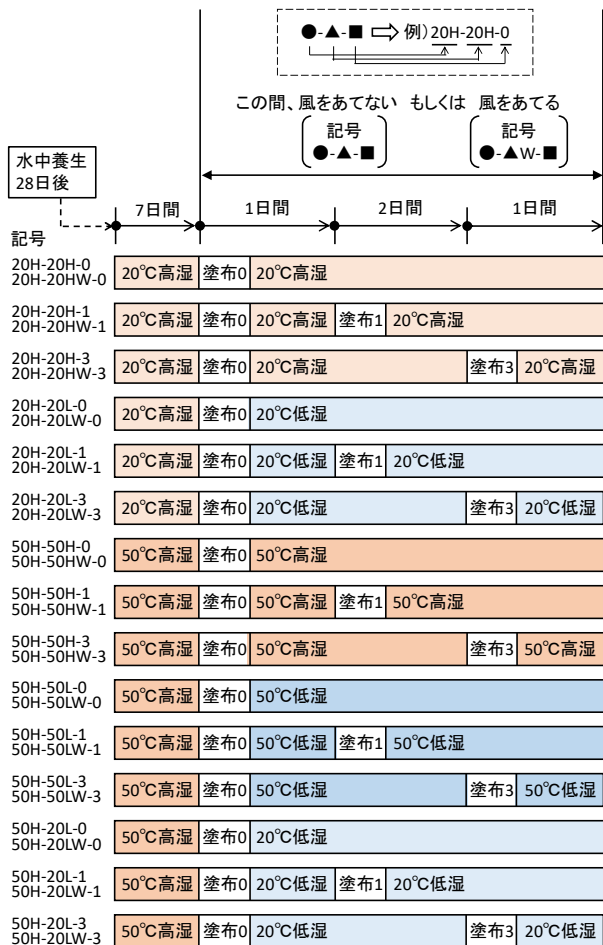 ●-▲-■ ⇨ 例）20H-20H-0
この間、風をあてない もしくは 風をあてる
記号
●-▲-■
記号
●-▲W-■
水中養生
28日後
7日間 1日間 2日間 1日間
記号
20H-20H-0
20H-20HW-0
20℃高湿 塗布0 20℃高湿
20H-20H-1
20H-20HW-1
20℃高湿 塗布0 20℃高湿 塗布1 20℃高湿
20H-20H-3
20H-20HW-3
20℃高湿 塗布0 20℃高湿 塗布3 20℃高湿
20H-20L-0
20H-20LW-0
20℃高湿 塗布0 20℃低湿
20H-20L-1
20H-20LW-1
20℃高湿 塗布0 20℃低湿 塗布1 20℃低湿
20H-20L-3
20H-20LW-3
20℃高湿 塗布0 20℃低湿 塗布3 20℃低湿
50H-50H-0
50H-50HW-0
50℃高湿 塗布0 50℃高湿
50H-50H-1
50H-50HW-1
50℃高湿 塗布0 50℃高湿 塗布1 50℃高湿
50H-50H-3
50H-50HW-3
50℃高湿 塗布0 50℃高湿 塗布3 50℃高湿
50H-50L-0
50H-50LW-0
50℃高湿 塗布0 50℃低湿
50H-50L-1
50H-50LW-1
50℃高湿 塗布0 50℃低湿 塗布1 50℃低湿
50H-50L-3
50H-50LW-3
50℃高湿 塗布0 50℃低湿 塗布3 50℃低湿
50H-20L-0
50H-20LW-0
50℃高湿 塗布0 20℃低湿
50H-20L-1
50H-20LW-1
50℃高湿 塗布0 20℃低湿 塗布1 20℃低湿
50H-20L-3
50H-20LW-3
50℃高湿 塗布0 20℃低湿 塗布3 20℃低湿